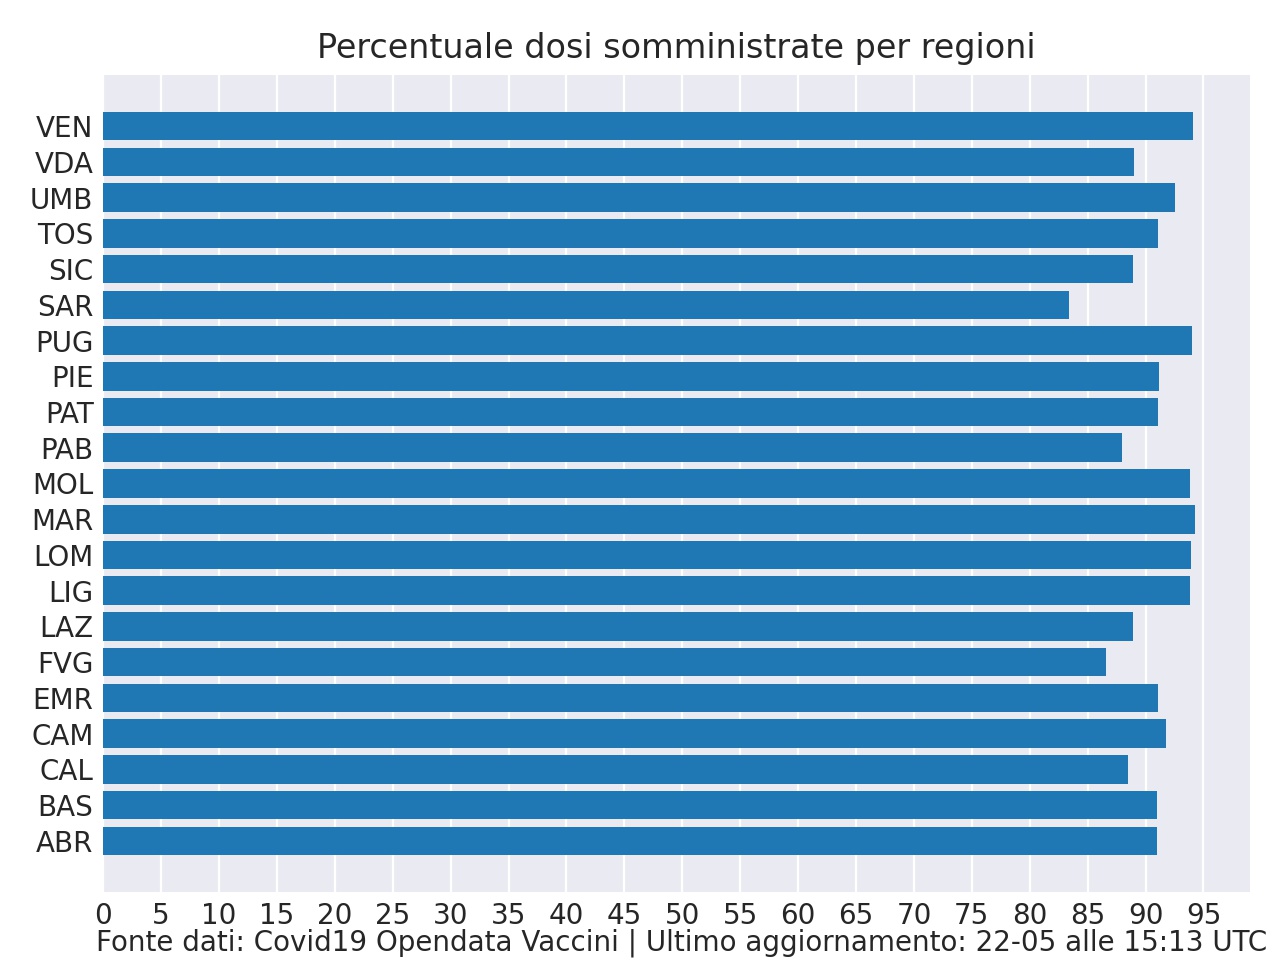 Percentuale dosi somministrate per regioni
VEN
VDA
UMB
TOS
SIC
SAR
PUG
PIE
PAT
PAB
MOL
MAR
LOM
LIG
LAZ
FVG
EMR
CAM
CAL
BAS
ABR
0 5 10 15 20 25 30 35 40 45 50 55 60 65 70 75 80 85 90 95
Fonte dati: Covid19 Opendata Vaccini | Ultimo aggiornamento: 22-05 alle 15:13 UTC